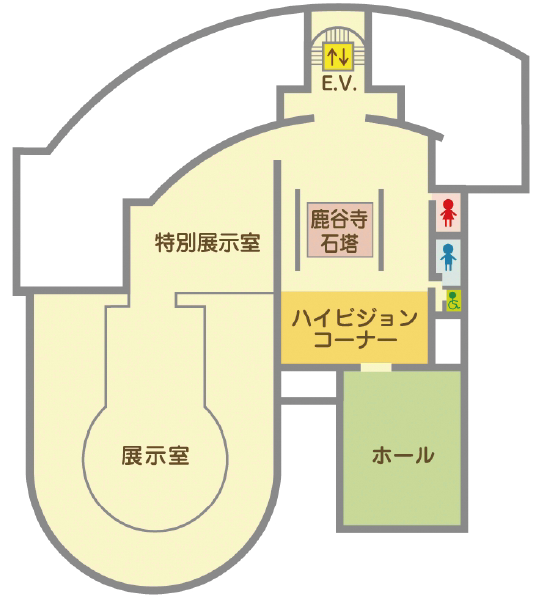 E.V.
鹿谷寺
石塔
特別展示室
ハイビジョン
コーナー
展示室
ホール